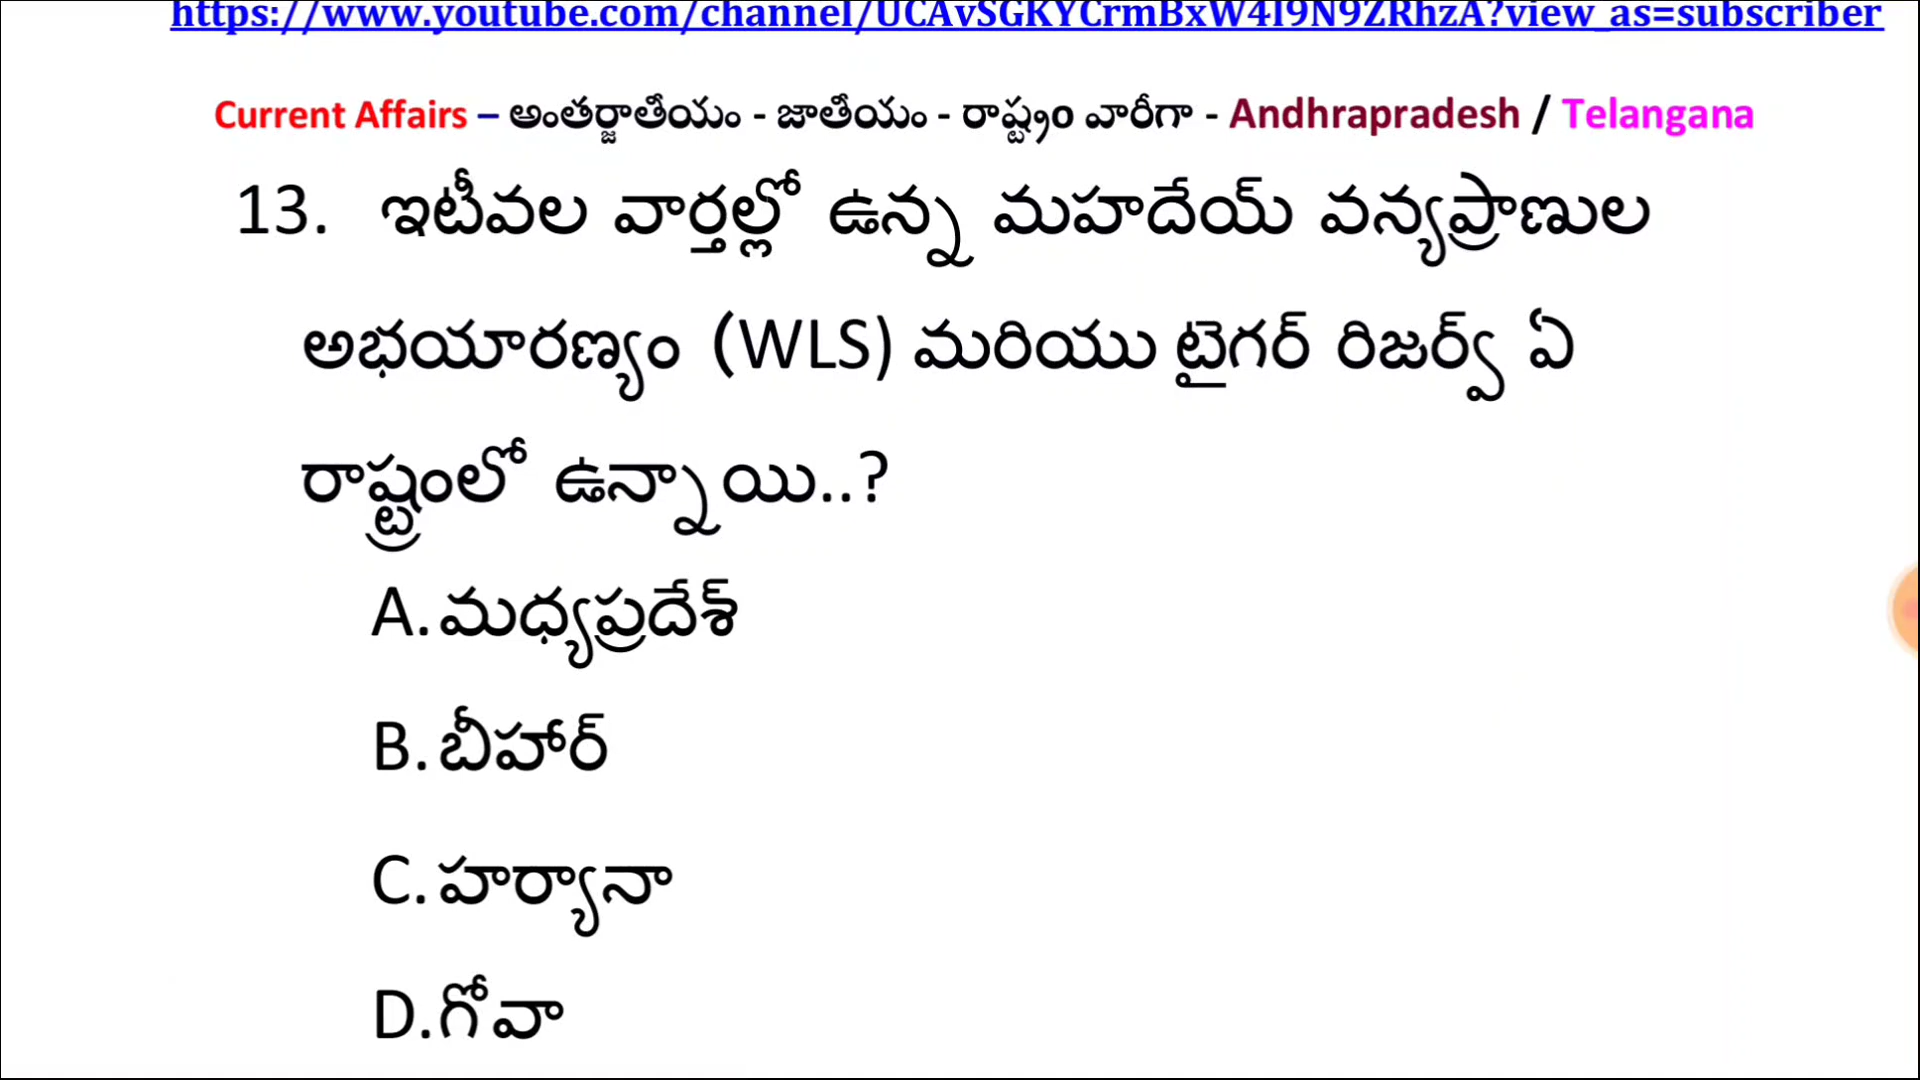 https://www.youtube.com/channel/UCAvSGKYCrmBxW4I9N9ZRhzA?view_as=subscriber
Current Affairs – అంతర్జాతీయం - జాతీయం - రాష్ట్రం వారీగా - Andhrapradesh / Telangana
13. ఇటీవల వార్తల్లో ఉన్న మహదేయ్ వన్యప్రాణుల
అభయారణ్యం (WLS) మరియు టైగర్ రిజర్వ్ ఏ
రాష్ట్రంలో ఉన్నాయి..?
A. మధ్యప్రదేశ్
B. బీహార్
C. హర్యానా
D. గోవా